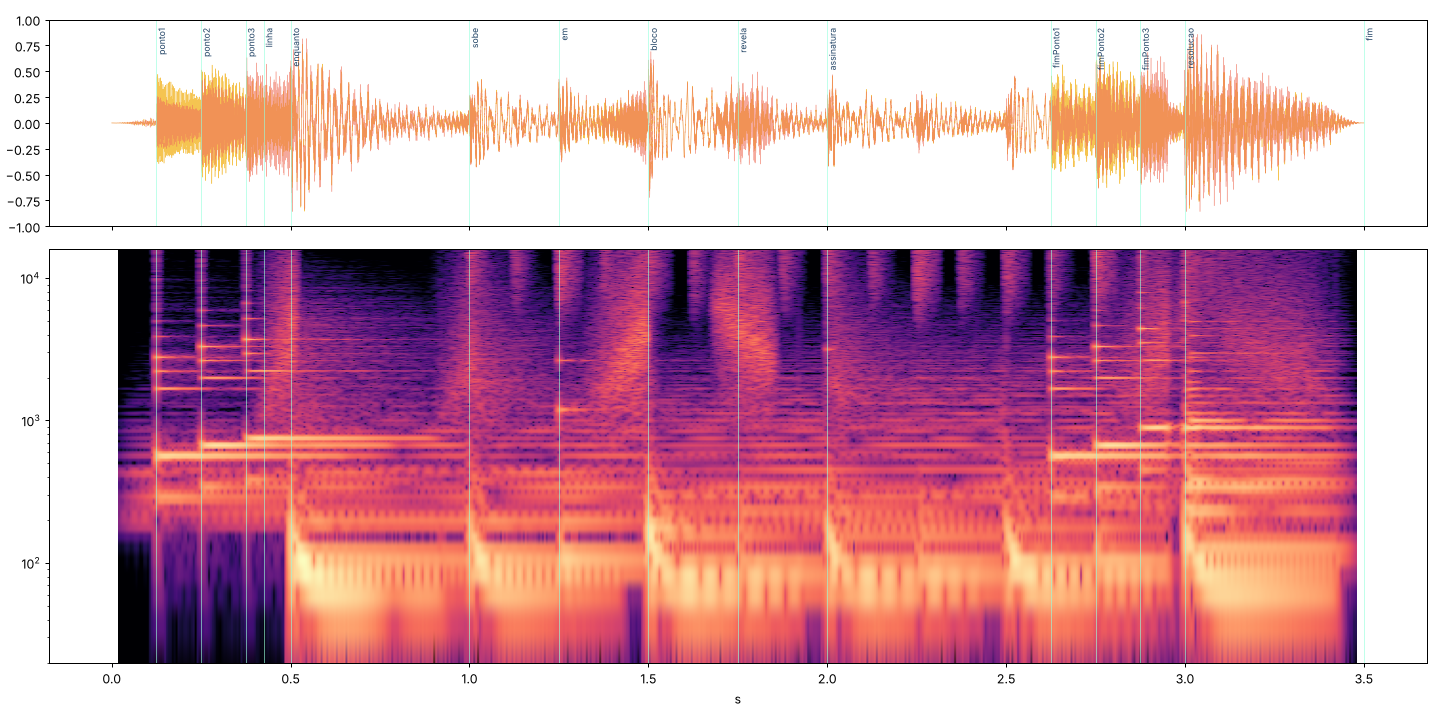 1.00
0.75
0.50
0.25
0.00
−0.25
−0.50
−0.75
−1.00
ponto1
ponto2
ponto3
linha
enquanto
sobe
em
bloco
revela
assinatura
fimPonto1
fimPonto2
fimPonto3
resolucao
fim
10⁴
10³
10²
0.0
0.5
1.0
1.5
2.0
2.5
3.0
3.5
s